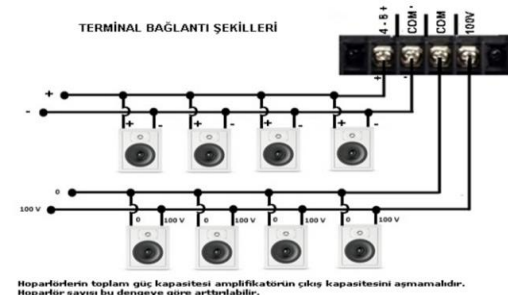 TERMİNAL BAĞLANTI ŞEKİLLERİ
4 - 8 +
COM -
COM
100V
+ -
+
-
+ - + - + - + -
0
100 V
0 100 V 0 100 V 0 100 V 0 100 V
Hoparlörlerin toplam güç kapasitesi amplifikatörün çıkış kapasitesini aşmamalıdır.
Hoparlör sayısı bu dengeye göre arttırılabilir.